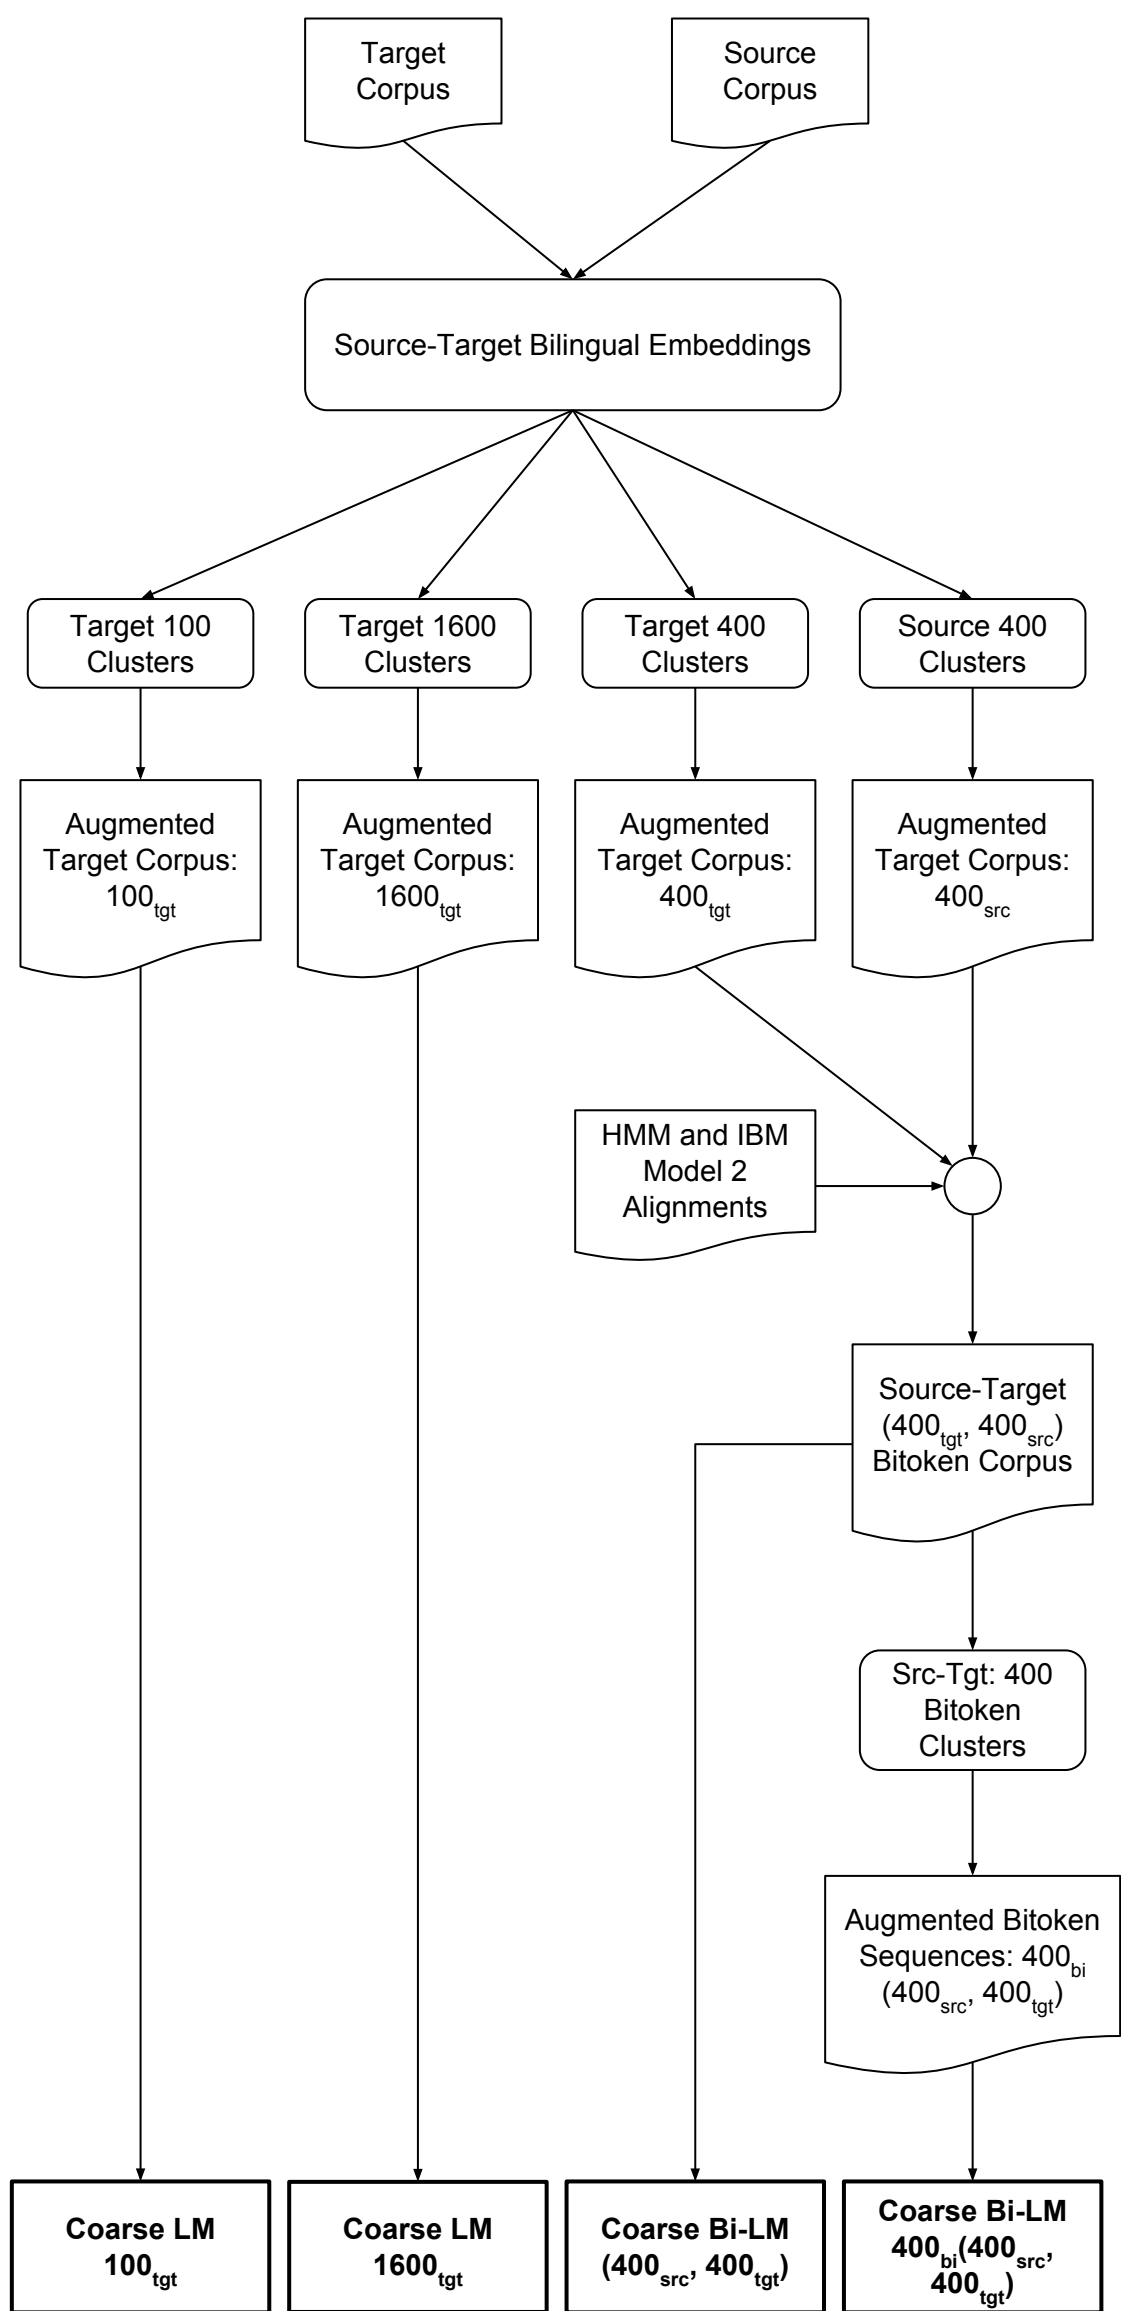 Target
Corpus
Source
Corpus
Source-Target Bilingual Embeddings
Target 100
Clusters
Target 1600
Clusters
Target 400
Clusters
Source 400
Clusters
Augmented
Target Corpus:
100tgt
Augmented
Target Corpus:
1600tgt
Augmented
Target Corpus:
400tgt
Augmented
Target Corpus:
400src
HMM and IBM
Model 2
Alignments
Source-Target
(400tgt, 400src)
Bitoken Corpus
Src-Tgt: 400
Bitoken
Clusters
Augmented Bitoken
Sequences: 400bi
(400src, 400tgt)
Coarse LM
100tgt
Coarse LM
1600tgt
Coarse Bi-LM
(400src, 400tgt)
Coarse Bi-LM
400bi(400src,
400tgt)